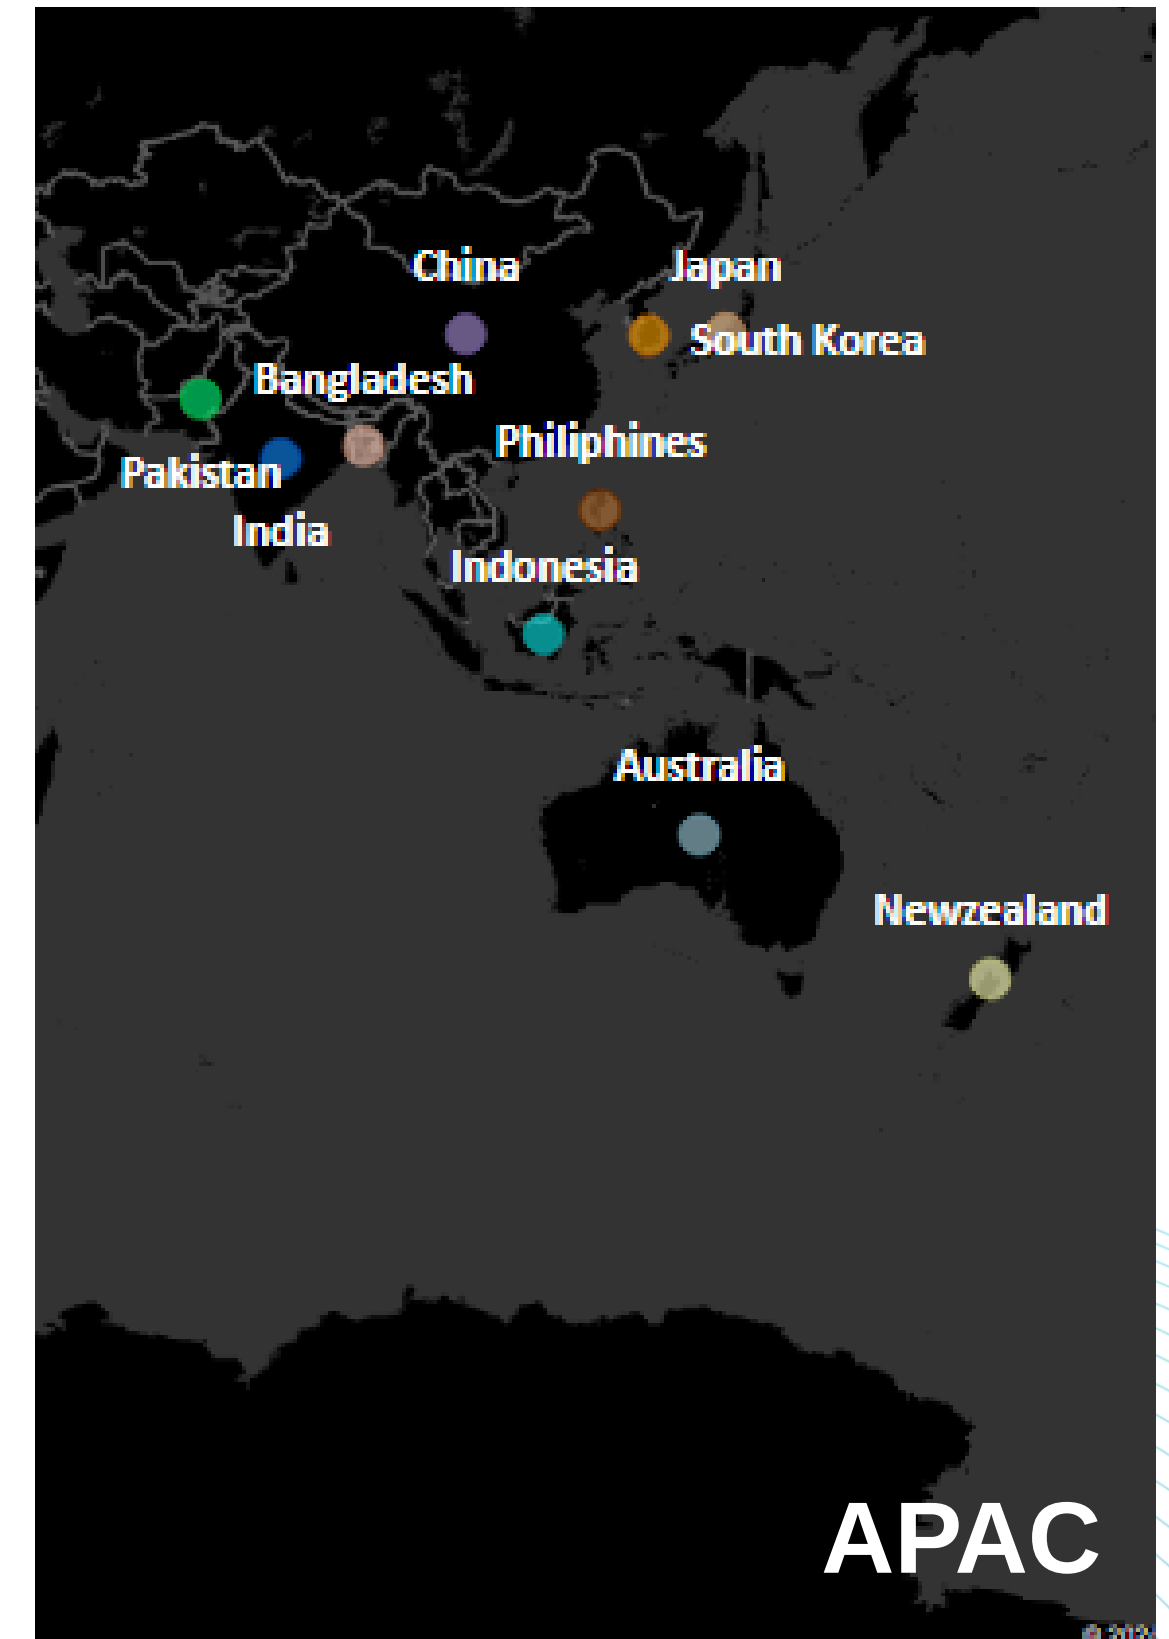 China
Japan
South Korea
Bangladesh
Philiphines
Pakistan
India
Indonesia
Australia
Newzealand
APAC